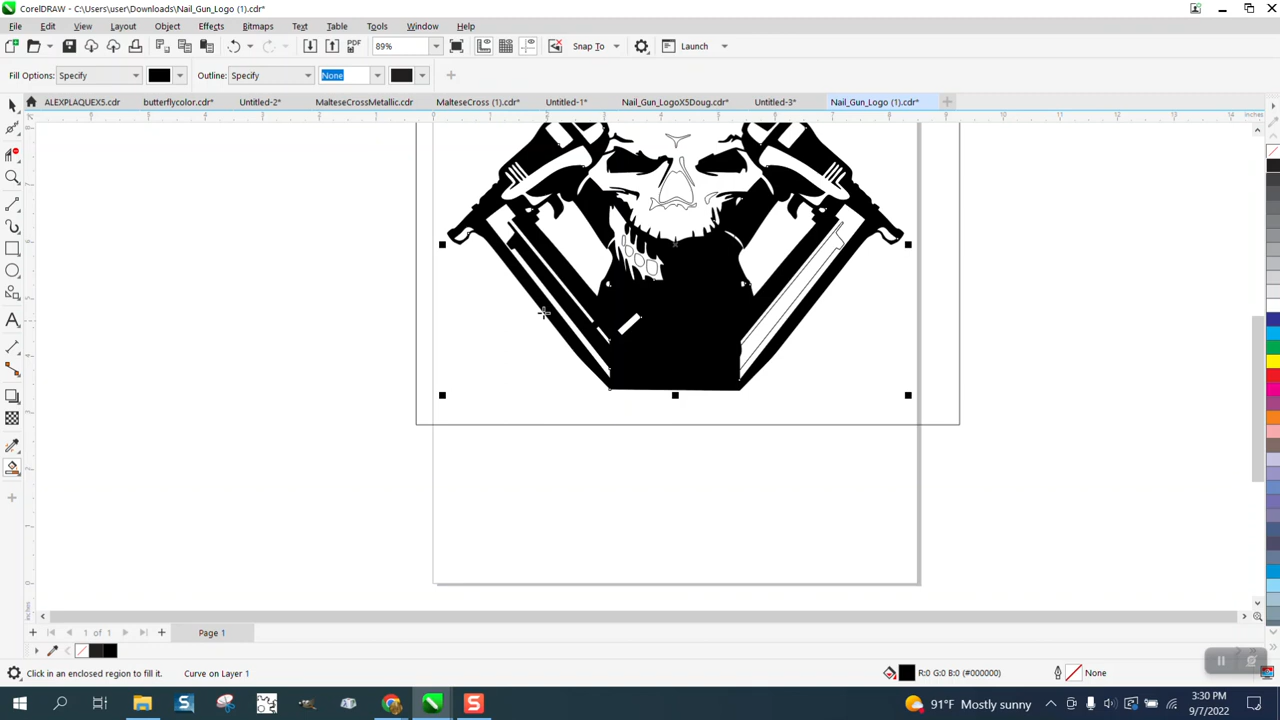 CorelDRAW - C:\Users\user\Downloads\Nail_Gun_Logo (1).cdr*
File Edit View Layout Object Effects Bitmaps Text Table Tools Window Help
PDF 89% Snap To Launch
Fill Options: Specify Outline: Specify None
ALEXPLAQUEX5.cdr butterflycolor.cdr* Untitled-2* MalteseCrossMetallic.cdr MalteseCross (1).cdr* Untitled-1* Nail_Gun_LogoX5Doug.cdr* Untitled-3* Nail_Gun_Logo (1).cdr*
inches
1 of 1 Page 1
Click in an enclosed region to fill it. Curve on Layer 1 R:0 G:0 B:0 (#000000) None
91°F Mostly sunny 3:30 PM
9/7/2022